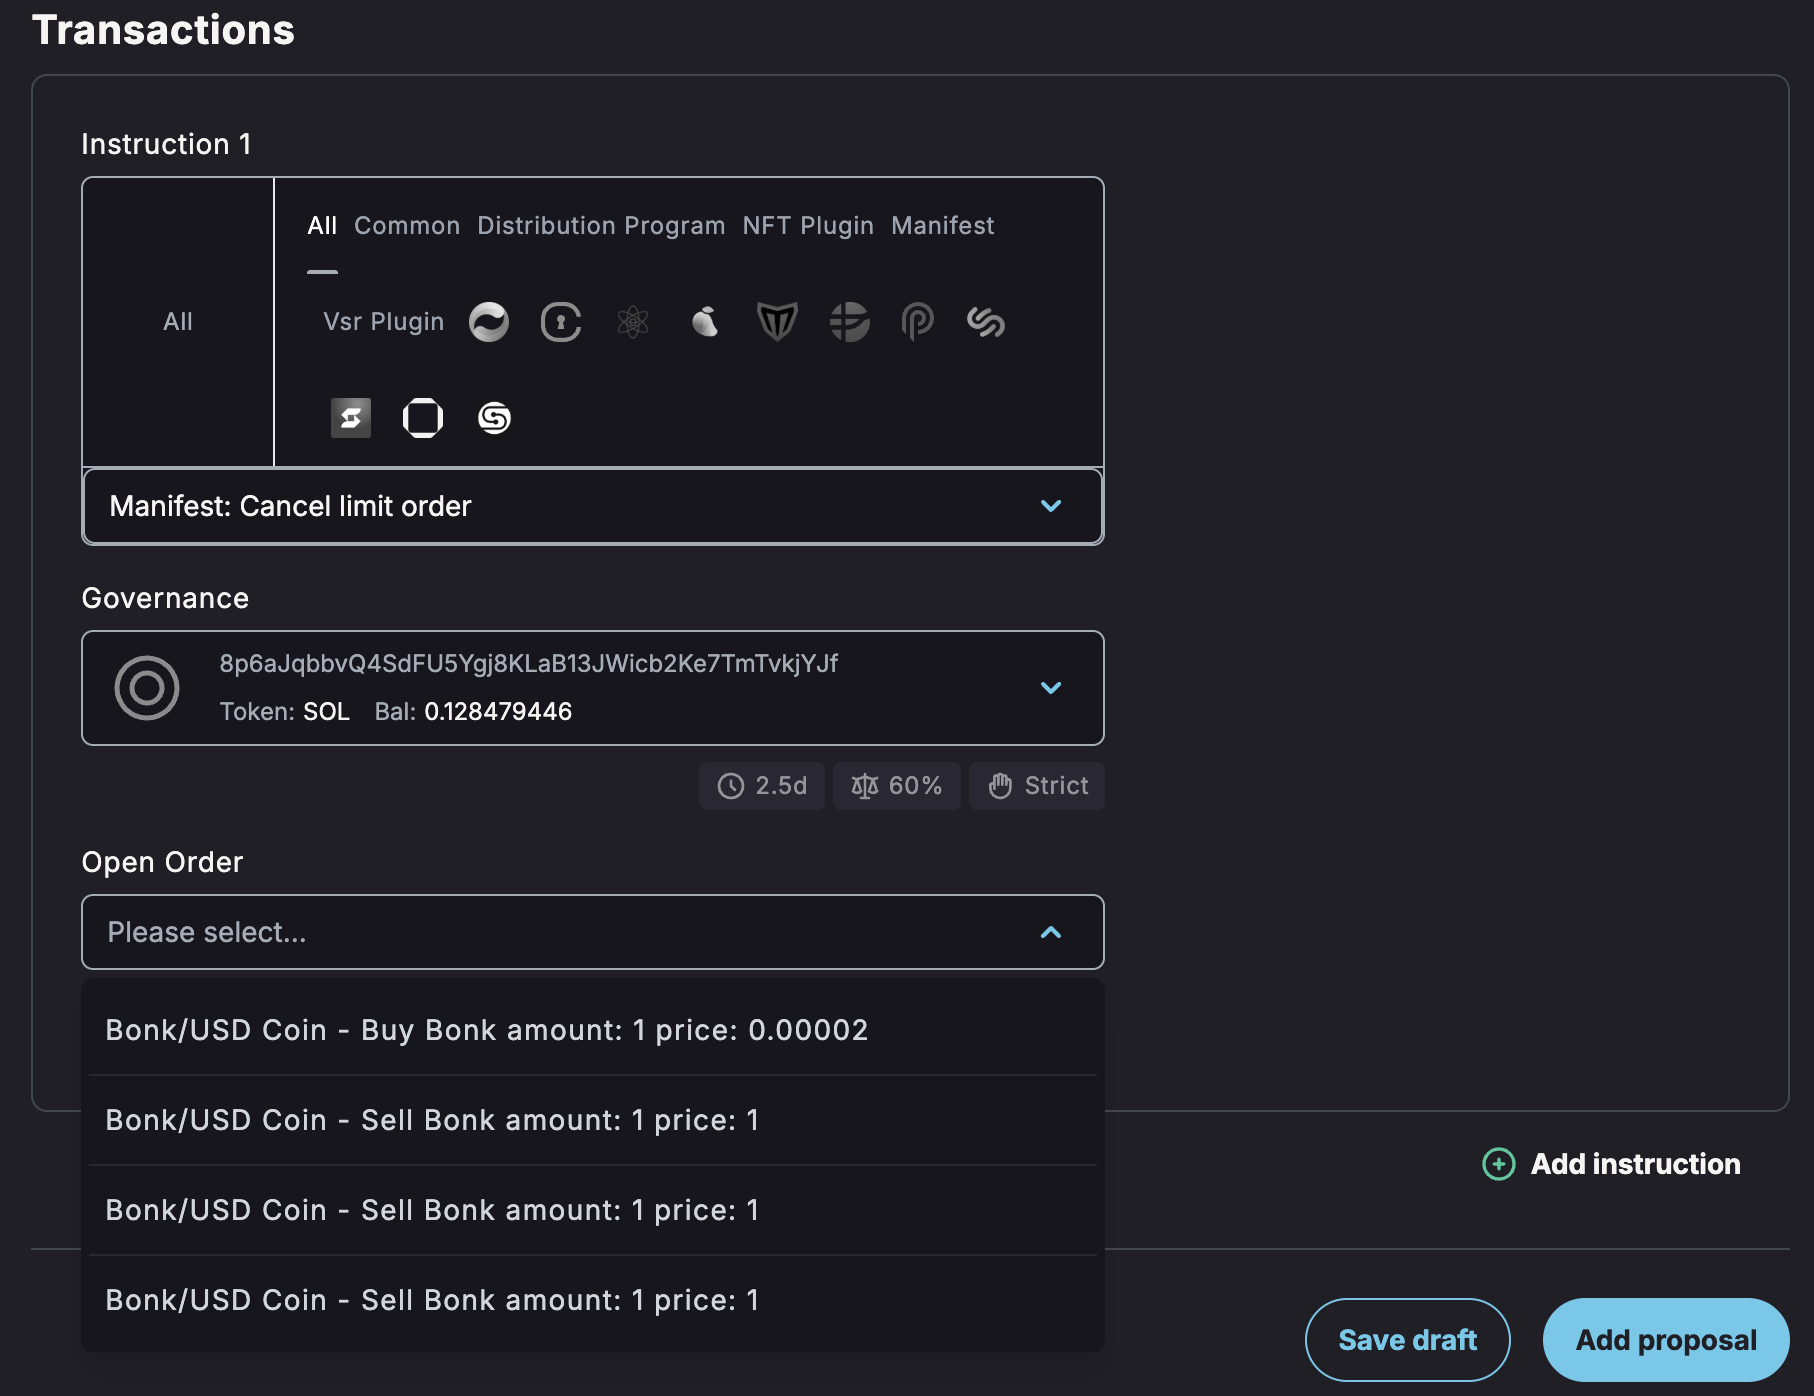 Transactions
Instruction 1
All
All Common Distribution Program NFT Plugin Manifest
Vsr Plugin
Manifest: Cancel limit order
Governance
8p6aJqbbvQ4SdFU5Ygj8KLaB13JWicb2Ke7TmTvkjYJf
Token: SOL Bal: 0.128479446
2.5d 60% Strict
Open Order
Please select...
Bonk/USD Coin - Buy Bonk amount: 1 price: 0.00002
Bonk/USD Coin - Sell Bonk amount: 1 price: 1
Bonk/USD Coin - Sell Bonk amount: 1 price: 1
Bonk/USD Coin - Sell Bonk amount: 1 price: 1
Add instruction
Save draft Add proposal